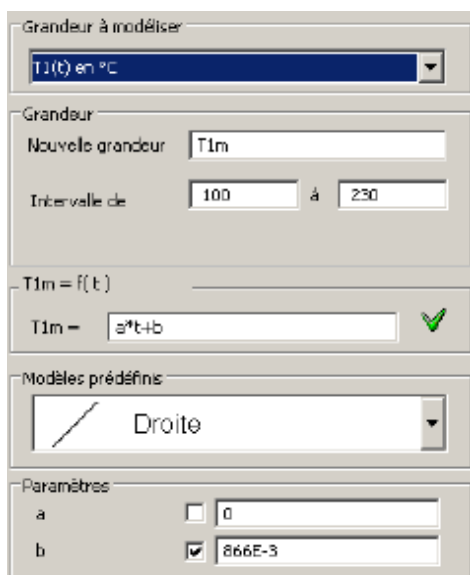 Grandeur à modéliser
T1(t) en °C
Grandeur
Nouvelle grandeur T1m
Intervalle de 100 à 230
T1m = f( t )
T1m = a*t+b
Modèles prédéfinis
Droite
Paramètres
a 0
b 866E-3